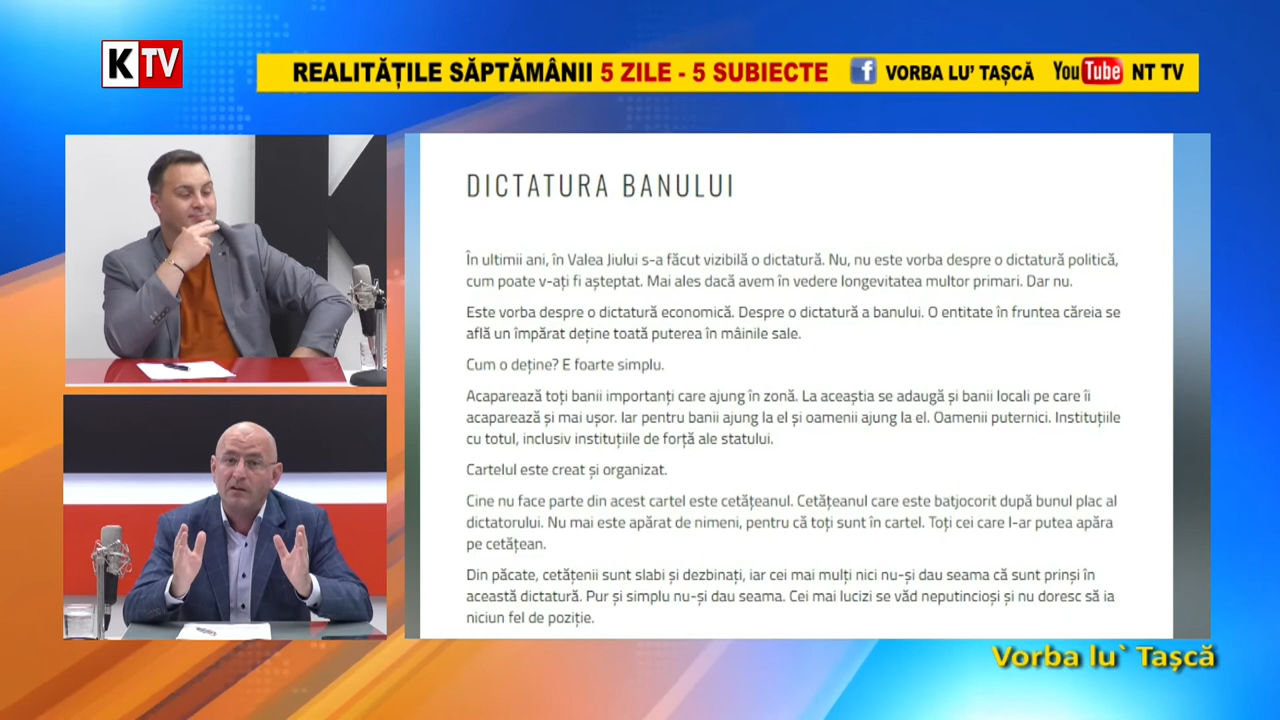 KTV
REALITĂȚILE SĂPTĂMÂNII 5 ZILE - 5 SUBIECTE f VORBA LU' TAȘCĂ YouTube NT TV
DICTATURA BANULUI
În ultimii ani, în Valea Jiului s-a făcut vizibilă o dictatură. Nu, nu este vorba despre o dictatură politică,
cum poate v-ați fi așteptat. Mai ales dacă avem în vedere longevitatea multor primari. Dar nu.
Este vorba despre o dictatură economică. Despre o dictatură a banului. O entitate în fruntea căreia se
află un împărat deține toată puterea în mâinile sale.
Cum o deține? E foarte simplu.
Acaparează toți banii importanți care ajung în zonă. La aceaștia se adaugă și banii locali pe care îi
acaparează și mai ușor. Iar pentru banii ajung la el și oamenii ajung la el. Oamenii puternici. Instituțiile
cu totul, inclusiv instituțiile de forță ale statului.
Cartelul este creat și organizat.
Cine nu face parte din acest cartel este cetățeanul. Cetățeanul care este batjocorit după bunul plac al
dictatorului. Nu mai este apărat de nimeni, pentru că toți sunt în cartel. Toți cei care l-ar putea apăra
pe cetățean.
Din păcate, cetățenii sunt slabi și dezbinați, iar cei mai mulți nici nu-și dau seama că sunt prinși în
această dictatură. Pur și simplu nu-și dau seama. Cei mai lucizi se văd neputincioși și nu doresc să ia
niciun fel de poziție.
Vorba lu` Tașcă